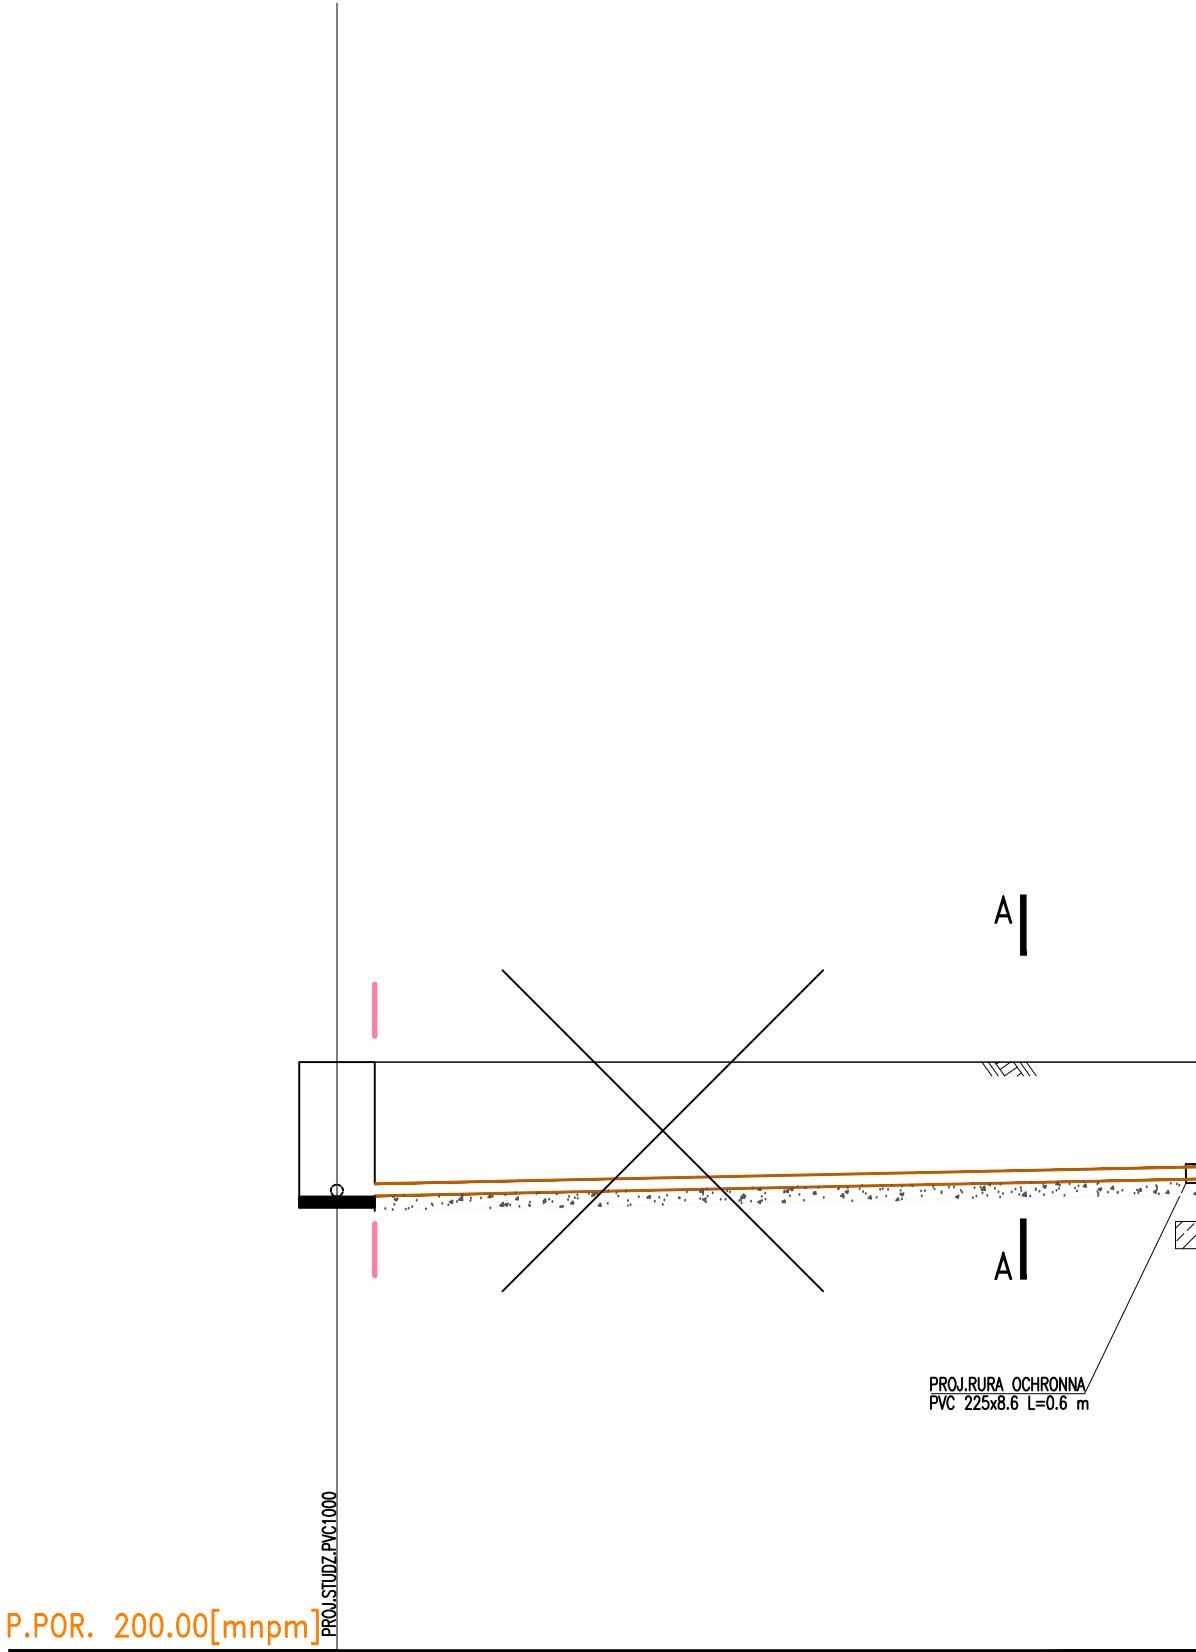 A
A
PROJ.RURA OCHRONNA
PVC 225x8.6 L=0.6 m
PROJ.STUDZ.PVC1000
P.POR. 200.00[mnpm]